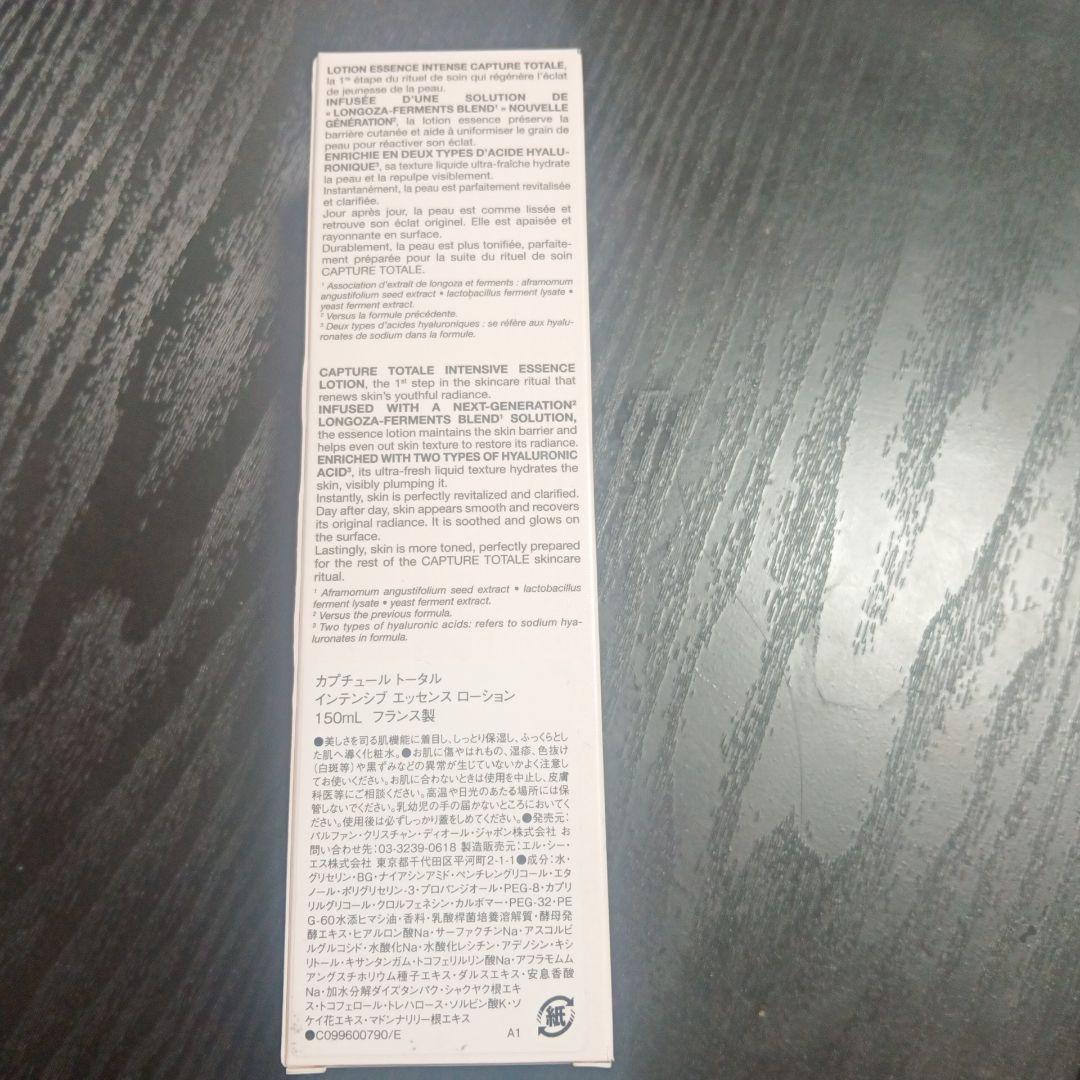 LOTION ESSENCE INTENSE CAPTURE TOTALE,
la 1re étape du rituel de soin qui régénère l'éclat
de jeunesse de la peau.
INFUSÉE D'UNE SOLUTION DE
« LONGOZA-FERMENTS BLEND¹ » NOUVELLE
GÉNÉRATION², la lotion essence préserve la
barrière cutanée et aide à uniformiser le grain de
peau pour réactiver son éclat.
ENRICHIE EN DEUX TYPES D'ACIDE HYALU-
RONIQUE³, sa texture liquide ultra-fraîche hydrate
la peau et la repulpe visiblement.
Instantanément, la peau est parfaitement revitalisée
et clarifiée.
Jour après jour, la peau est comme lissée et
retrouve son éclat originel. Elle est apaisée et
rayonnante en surface.
Durablement, la peau est plus tonifiée, parfaite-
ment préparée pour la suite du rituel de soin
CAPTURE TOTALE.
¹ Association d'extrait de longoza et ferments : aframomum
angustifolium seed extract • lactobacillus ferment lysate •
yeast ferment extract.
² Versus la formule précédente.
³ Deux types d'acides hyaluroniques : se réfère aux hyalu-
ronates de sodium dans la formule.
CAPTURE TOTALE INTENSIVE ESSENCE
LOTION, the 1st step in the skincare ritual that
renews skin's youthful radiance.
INFUSED WITH A NEXT-GENERATION²
LONGOZA-FERMENTS BLEND¹ SOLUTION,
the essence lotion maintains the skin barrier and
helps even out skin texture to restore its radiance.
ENRICHED WITH TWO TYPES OF HYALURONIC
ACID³, its ultra-fresh liquid texture hydrates the
skin, visibly plumping it.
Instantly, skin is perfectly revitalized and clarified.
Day after day, skin appears smooth and recovers
its original radiance. It is soothed and glows on
the surface.
Lastingly, skin is more toned, perfectly prepared
for the rest of the CAPTURE TOTALE skincare
ritual.
¹ Aframomum angustifolium seed extract • lactobacillus
ferment lysate • yeast ferment extract.
² Versus the previous formula.
³ Two types of hyaluronic acids: refers to sodium hya-
luronates in formula.
カプチュール トータル
インテンシブ エッセンス ローション
150mL フランス製
●美しさを司る肌機能に着目し、しっとり保湿し、ふっくらとし
た肌へ導く化粧水。●お肌に傷やはれもの、湿疹、色抜け
(白斑等)や黒ずみなどの異常が生じていないかよく注意し
てお使いください。お肌に合わないときは使用を中止し、皮膚
科医等にご相談ください。高温や日光のあたる場所には保
管しないでください。乳幼児の手の届かないところにおいてく
ださい。使用後は必ずしっかり蓋をしめてください。●発売元:
パルファン・クリスチャン・ディオール・ジャポン株式会社 お
問い合わせ先:03-3239-0618 製造販売元:エル・シー・
エス株式会社 東京都千代田区平河町2-1-1●成分:水・
グリセリン・BG・ナイアシンアミド・ペンチレングリコール・エタ
ノール・ポリグリセリン-3・プロパンジオール・PEG-8・カプリ
リルグリコール・クロルフェネシン・カルボマー・PEG-32・PE
G-60水添ヒマシ油・香料・乳酸桿菌培養溶解質・酵母発
酵エキス・ヒアルロン酸Na・サーファクチンNa・アスコルビ
ルグルコシド・水酸化Na・水酸化レシチン・アデノシン・キシ
リトール・キサンタンガム・トコフェリルリン酸Na・アフラモムム
アングスチホリウム種子エキス・ダルスエキス・安息香酸
Na・加水分解ダイズタンパク・シャクヤク根エキ
ス・トコフェロール・トレハロース・ソルビン酸K・ソ
ケイ花エキス・マドンナリリー根エキス
●C099600790/E A1
紙